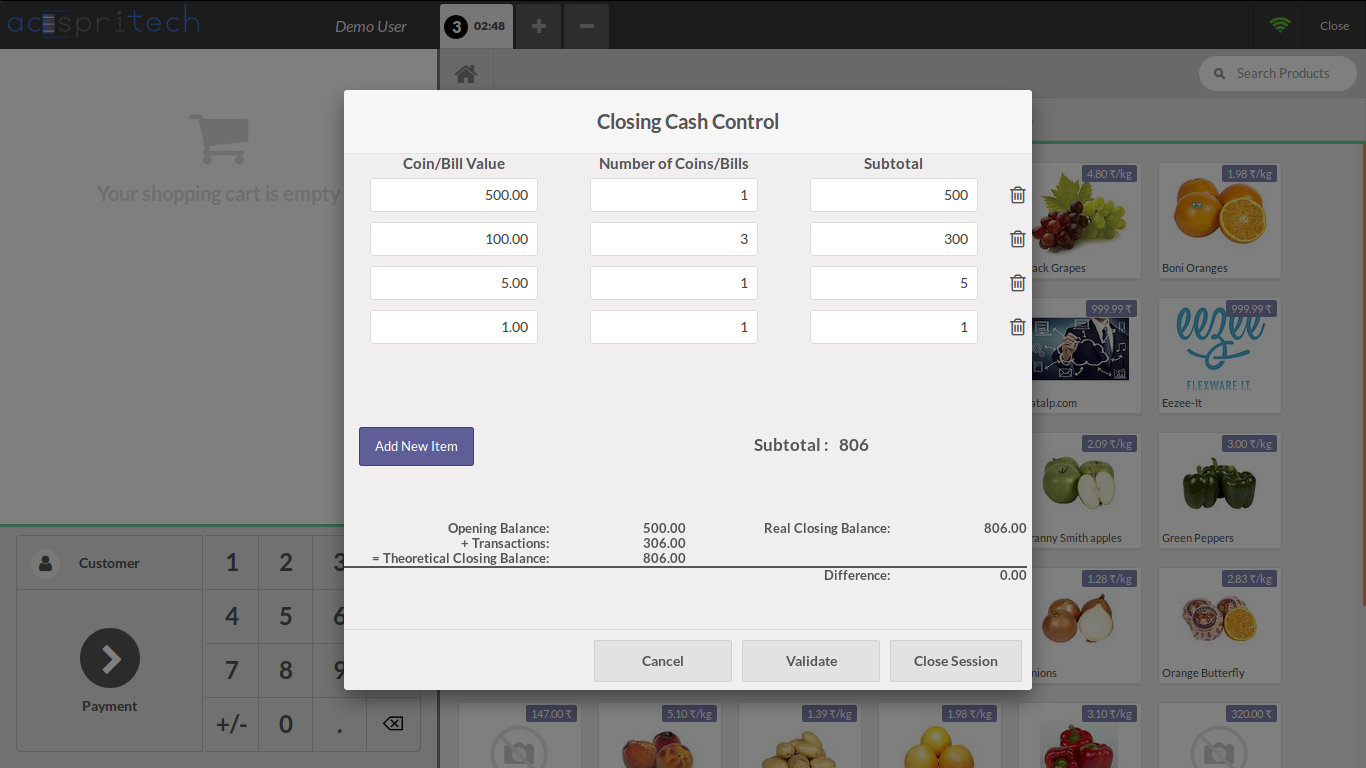 acespritech
Demo User
3 02:48
+
−
Close
Search Products
Your shopping cart is empty
Closing Cash Control
Coin/Bill Value Number of Coins/Bills Subtotal
500.00 1 500
100.00 3 300
5.00 1 5
1.00 1 1
Add New Item
Subtotal : 806
Opening Balance: 500.00 Real Closing Balance: 806.00
+ Transactions: 306.00
= Theoretical Closing Balance: 806.00
Difference: 0.00
Cancel Validate Close Session
Customer
Payment
1 2 3
4 5 6
7 8 9
+/- 0 .
4.80 ₹/kg 1.98 ₹/kg
ack Grapes Boni Oranges
999.99 ₹ 999.99 ₹
eezee
FLEXWARE I.T.
atalp.com Eezee-It
2.09 ₹/kg 3.00 ₹/kg
ranny Smith apples Green Peppers
1.28 ₹/kg 2.83 ₹/kg
nions Orange Butterfly
147.00 ₹ 5.10 ₹/kg 1.39 ₹/kg 1.98 ₹/kg 3.10 ₹/kg 320.00 ₹